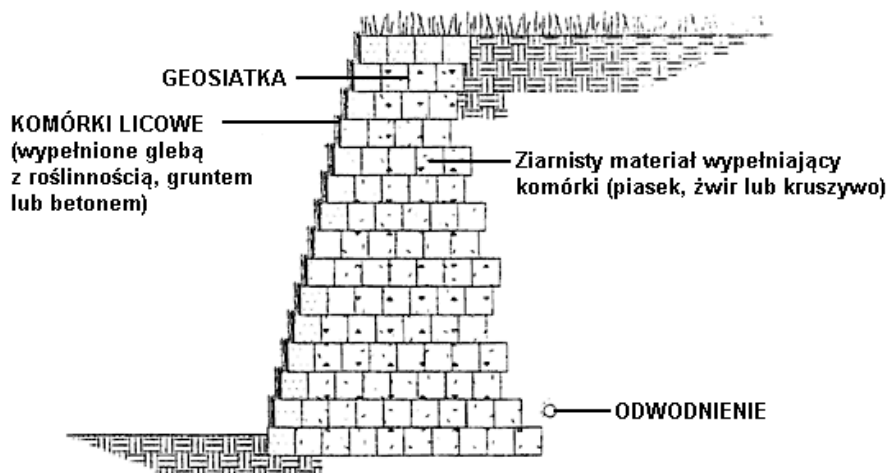 GEOSIATKA
KOMÓRKI LICOWE
(wypełnione glebą
z roślinnością, gruntem
lub betonem)
Ziarnisty materiał wypełniający
komórki (piasek, żwir lub kruszywo)
ODWODNIENIE